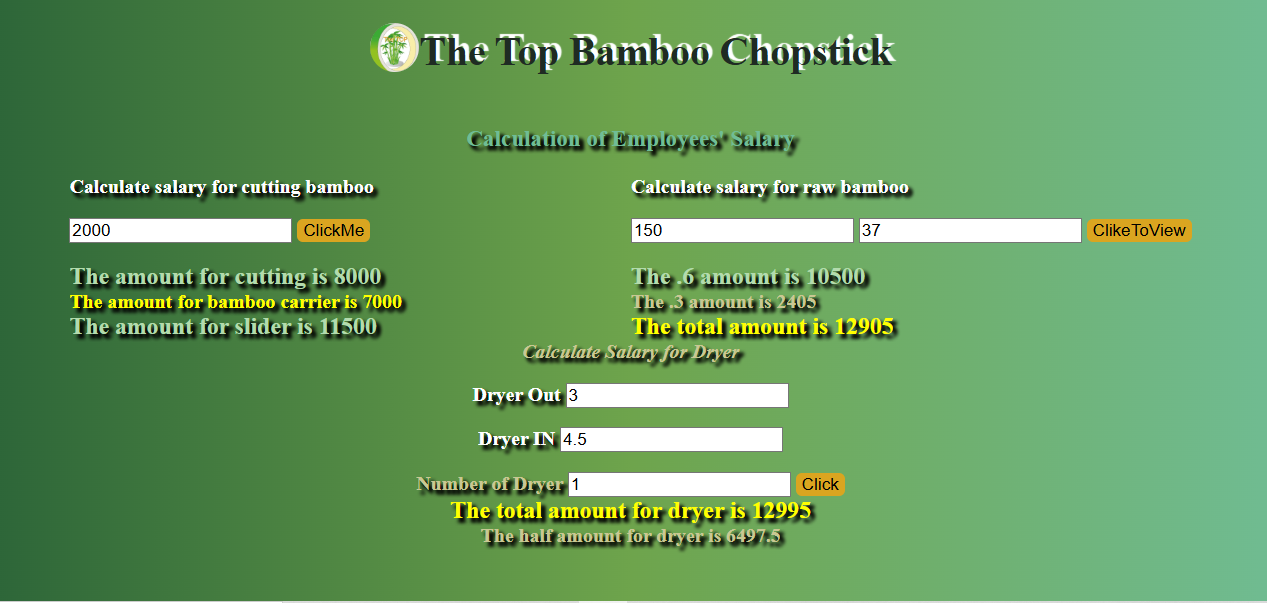 The Top Bamboo Chopstick
Calculation of Employees' Salary
Calculate salary for cutting bamboo
2000 ClickMe
The amount for cutting is 8000
The amount for bamboo carrier is 7000
The amount for slider is 11500
Calculate salary for raw bamboo
150 37 ClikeToView
The .6 amount is 10500
The .3 amount is 2405
The total amount is 12905
Calculate Salary for Dryer
Dryer Out 3
Dryer IN 4.5
Number of Dryer 1 Click
The total amount for dryer is 12995
The half amount for dryer is 6497.5